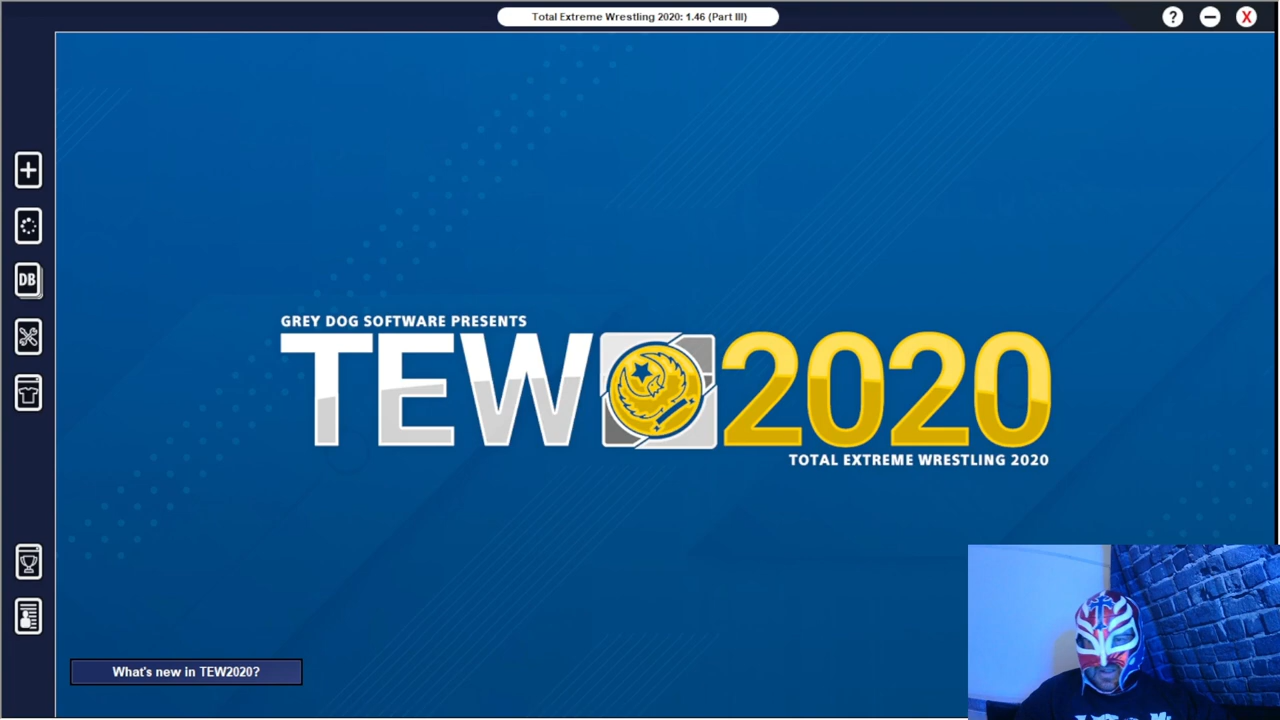 Total Extreme Wrestling 2020: 1.46 (Part III)
?
X
DB
GREY DOG SOFTWARE PRESENTS
TEW 2020
TOTAL EXTREME WRESTLING 2020
What's new in TEW2020?